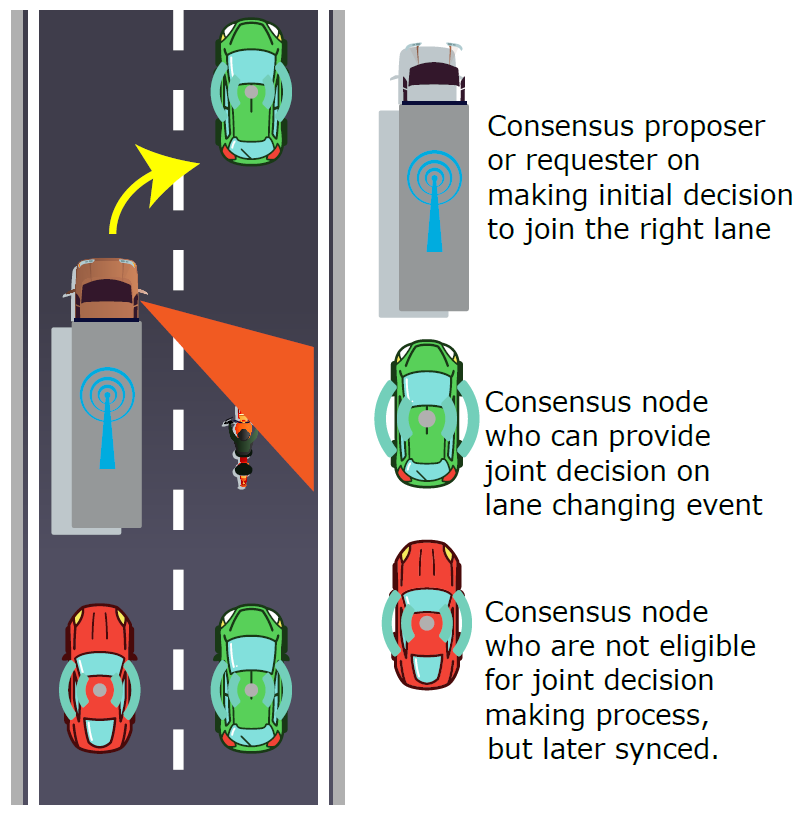 Consensus proposer
or requester on
making initial decision
to join the right lane
Consensus node
who can provide
joint decision on
lane changing event
Consensus node
who are not eligible
for joint decision
making process,
but later synced.